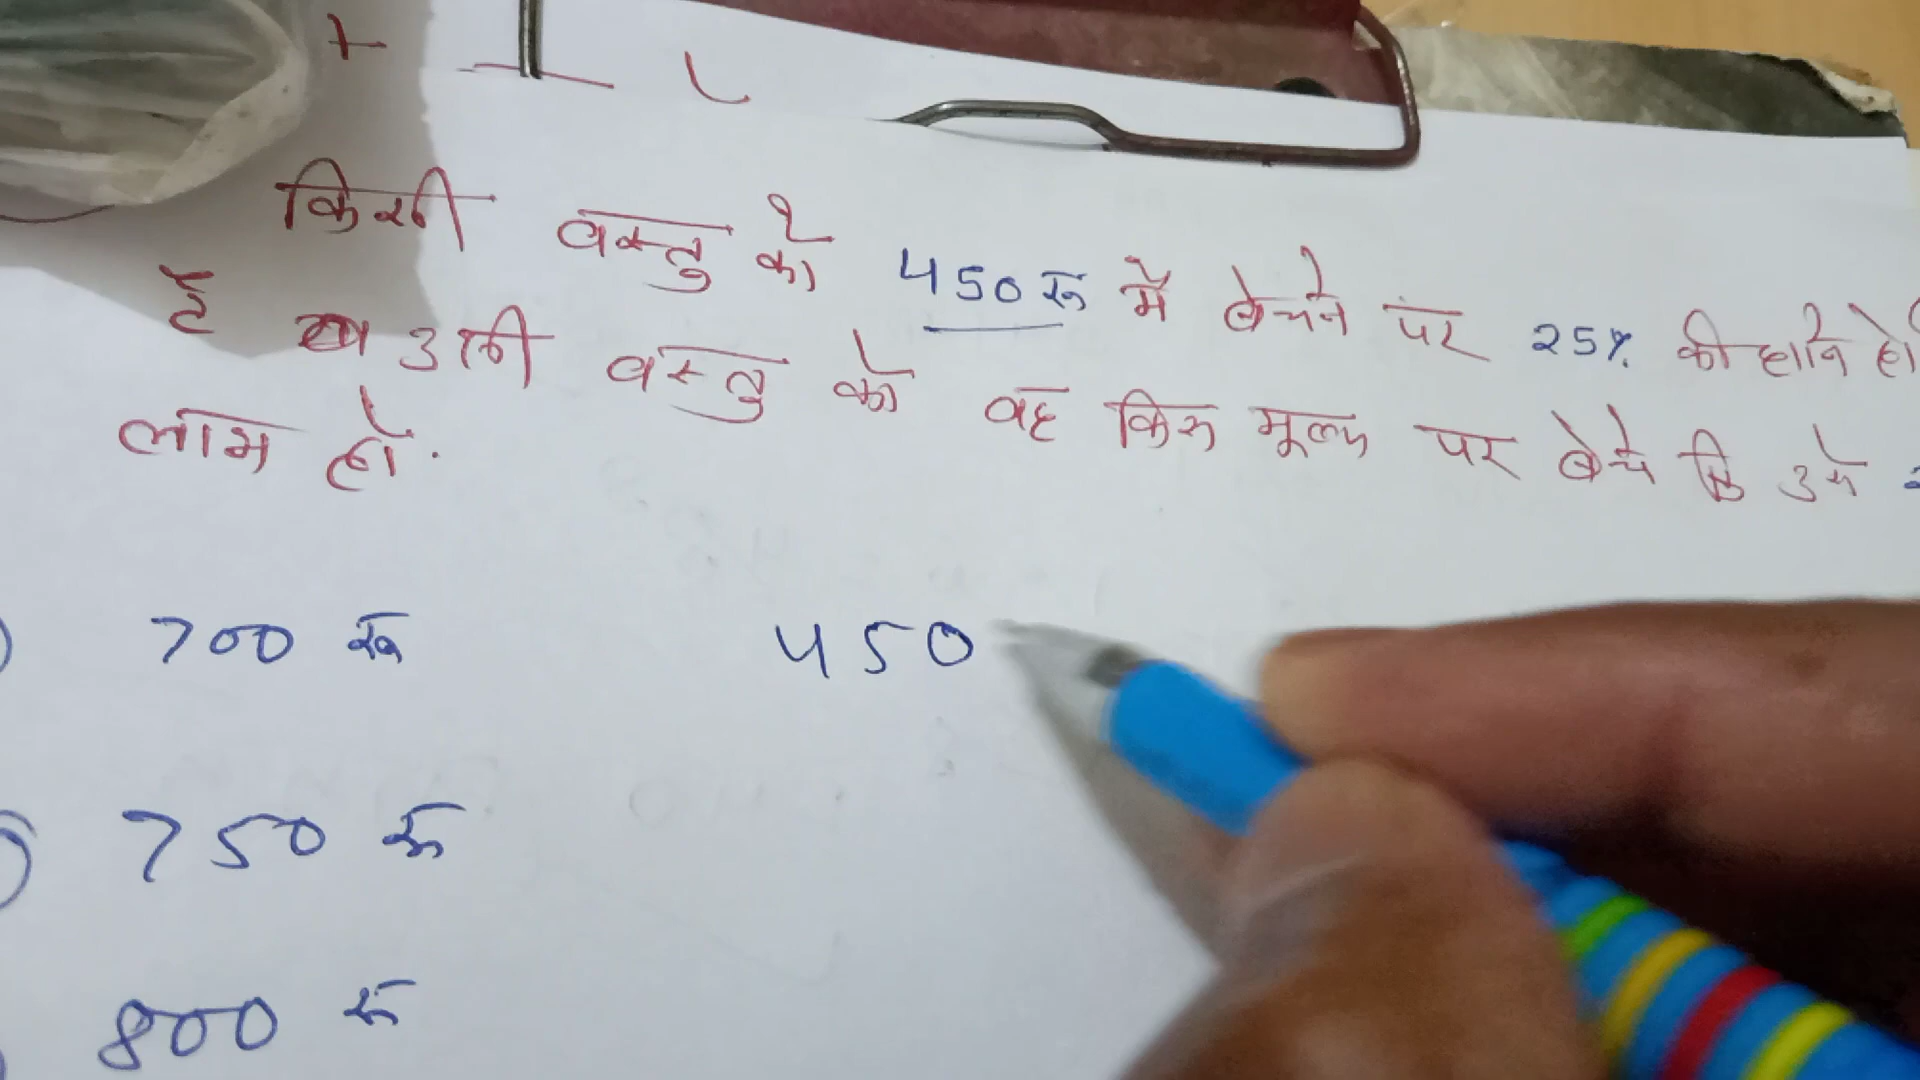 किसी वस्तु को 450 रू में बेचने पर 25% की हानि
है उसी वस्तु को वह किस मूल्य पर बेचे कि उसे
लाभ हो.
700 रू
450
750 रू
800 रू